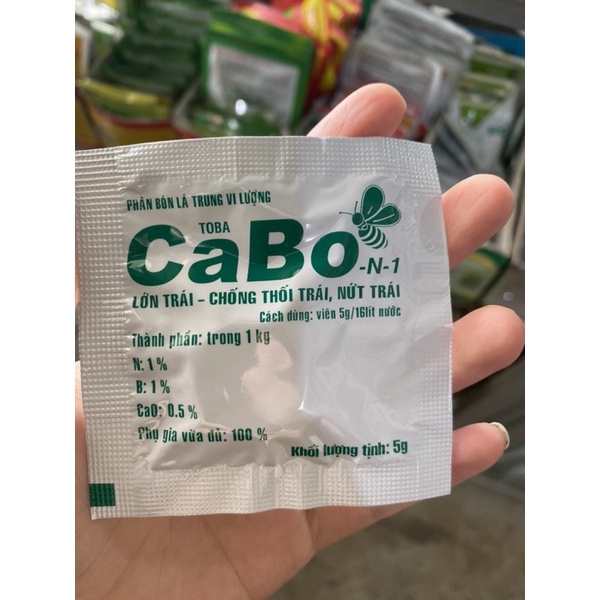 PHÂN BÓN LÁ TRUNG VI LƯỢNG
TOBA
CaBo -N-1
LỚN TRÁI - CHỐNG THỐI TRÁI, NỨT TRÁI
Cách dùng: viên 5g/16lít nước
Thành phần: trong 1 kg
N: 1 %
B: 1 %
CaO: 0.5 %
Phụ gia vừa đủ: 100 %
Khối lượng tịnh: 5g